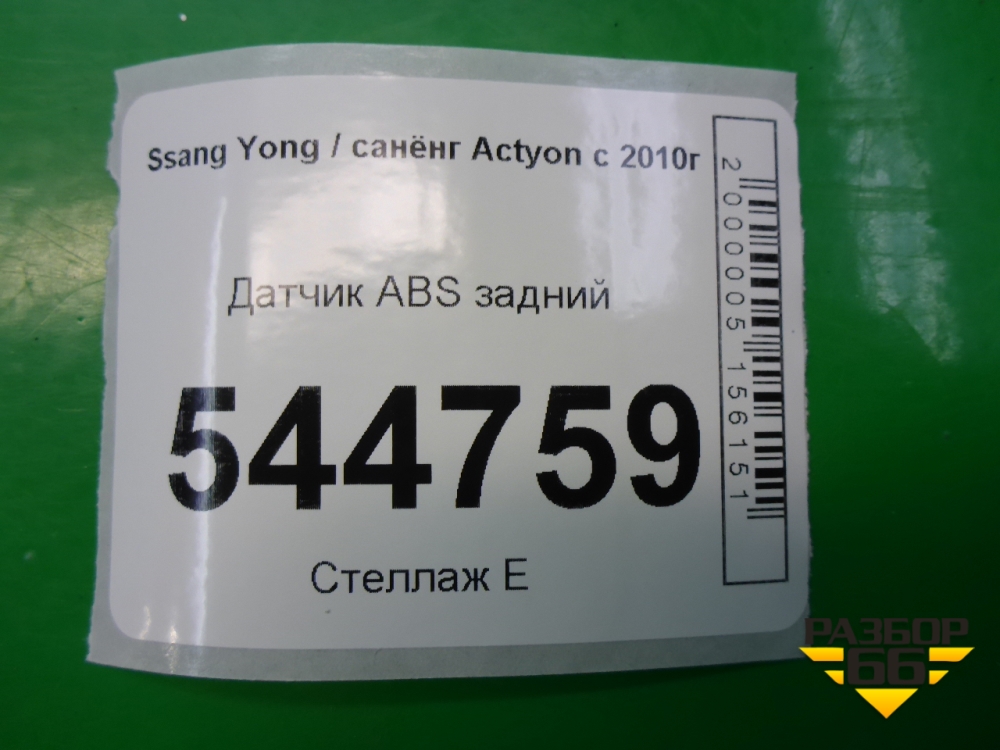 Ssang Yong / санёнг Actyon с 2010г
Датчик ABS задний
544759
Стеллаж E
2000005156151
РАЗБОР
66